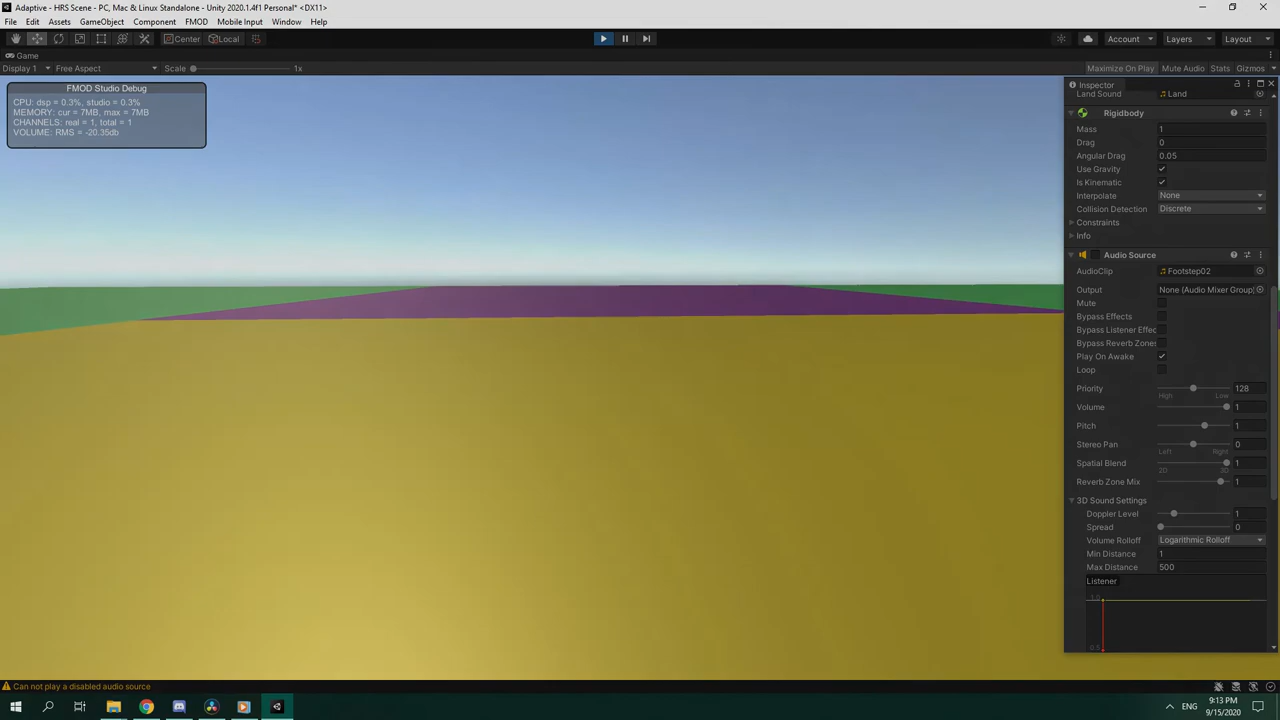 Adaptive - HRS Scene - PC, Mac & Linux Standalone - Unity 2020.1.4f1 Personal* <DX11>
File Edit Assets GameObject Component FMOD Mobile Input Window Help
Center Local Account Layers Layout
Game
Display 1 Free Aspect Scale 1x Maximize On Play Mute Audio Stats Gizmos
FMOD Studio Debug
CPU: dsp = 0.3%, studio = 0.3%
MEMORY: cur = 7MB, max = 7MB
CHANNELS: real = 1, total = 1
VOLUME: RMS = -20.35db
Inspector
Land Sound Land
Rigidbody
Mass 1
Drag 0
Angular Drag 0.05
Use Gravity
Is Kinematic
Interpolate None
Collision Detection Discrete
Constraints
Info
Audio Source
AudioClip Footstep02
Output None (Audio Mixer Group)
Mute
Bypass Effects
Bypass Listener Effec
Bypass Reverb Zones
Play On Awake
Loop
Priority 128
High Low
Volume 1
Pitch 1
Stereo Pan 0
Left Right
Spatial Blend 1
2D 3D
Reverb Zone Mix 1
3D Sound Settings
Doppler Level 1
Spread 0
Volume Rolloff Logarithmic Rolloff
Min Distance 1
Max Distance 500
Listener
1.0
0.5
Can not play a disabled audio source
ENG
9:13 PM
9/15/2020